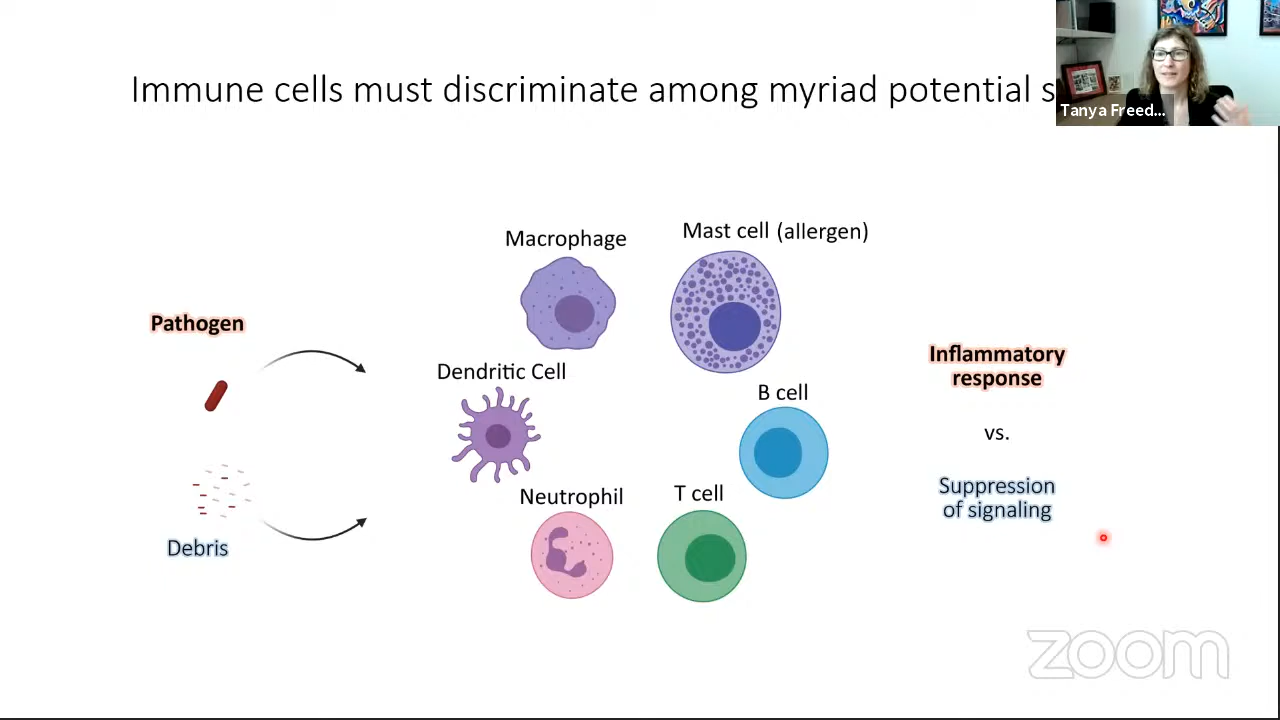 Immune cells must discriminate among myriad potential s
Tanya Freed...
Macrophage
Mast cell (allergen)
Pathogen
Dendritic Cell
Inflammatory
response
B cell
vs.
Suppression
of signaling
Neutrophil
T cell
Debris
zoom